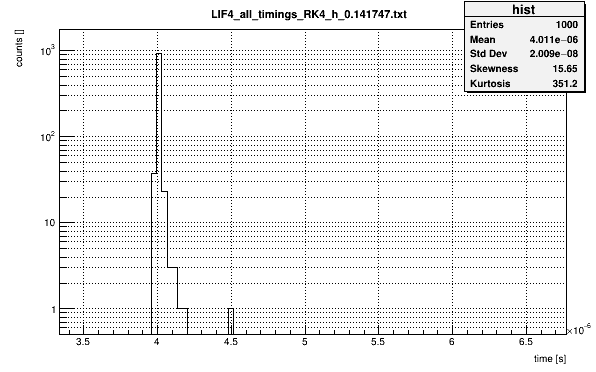 LIF4_all_timings_RK4_h_0.141747.txt
hist
Entries 1000
Mean 4.011e−06
Std Dev 2.009e−08
Skewness 15.65
Kurtosis 351.2
counts []
10³
10²
10
1
3.5 4 4.5 5 5.5 6 6.5
×10⁻⁶
time [s]